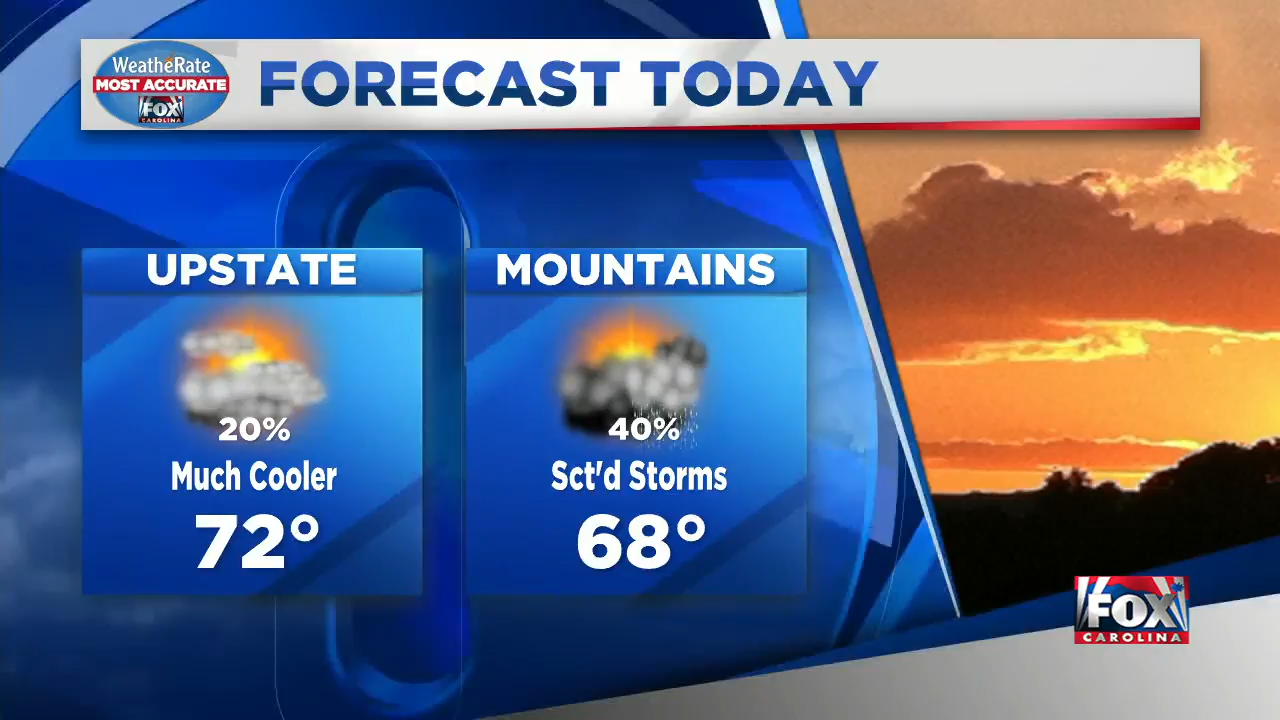 WeatheRate
MOST ACCURATE
FOX
CAROLINA
FORECAST TODAY
UPSTATE
20%
Much Cooler
72°
MOUNTAINS
40%
Sct'd Storms
68°
FOX
CAROLINA